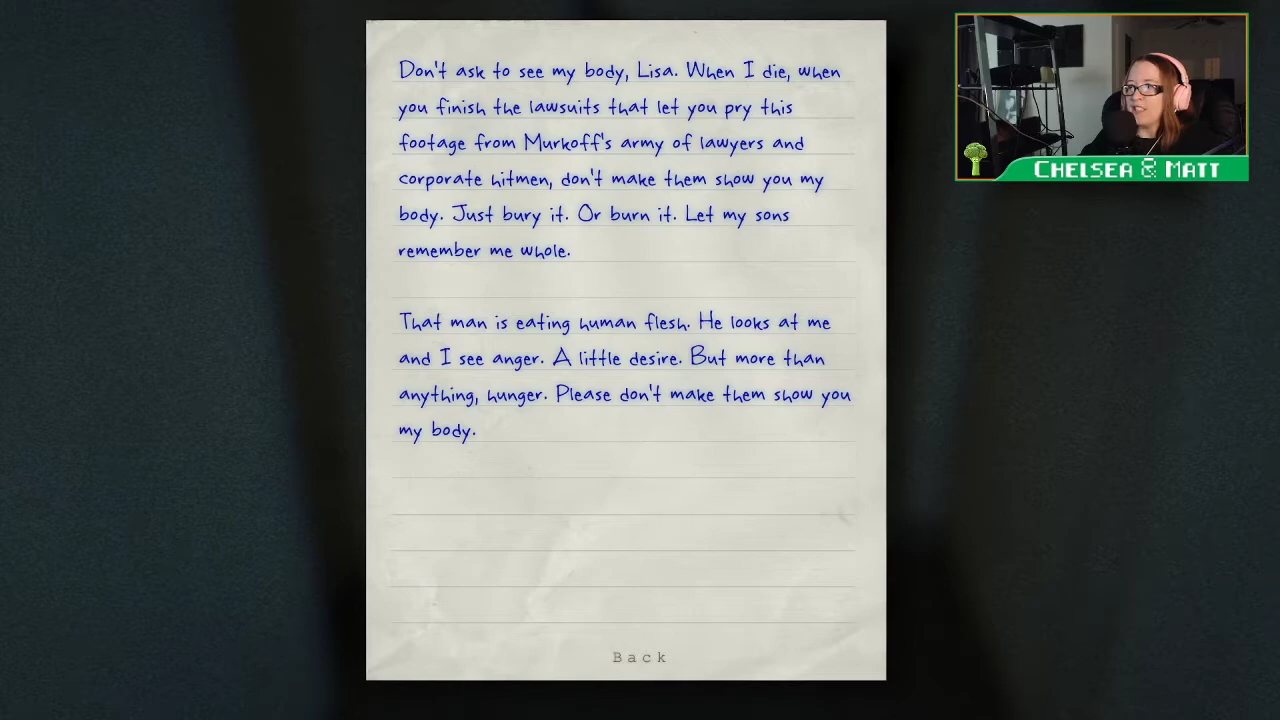 Don't ask to see my body, Lisa. When I die, when
you finish the lawsuits that let you pry this
footage from Murkoff's army of lawyers and
corporate hitmen, don't make them show you my
body. Just bury it. Or burn it. Let my sons
remember me whole.
That man is eating human flesh. He looks at me
and I see anger. A little desire. But more than
anything, hunger. Please don't make them show you
my body.
Back
CHELSEA & MATT